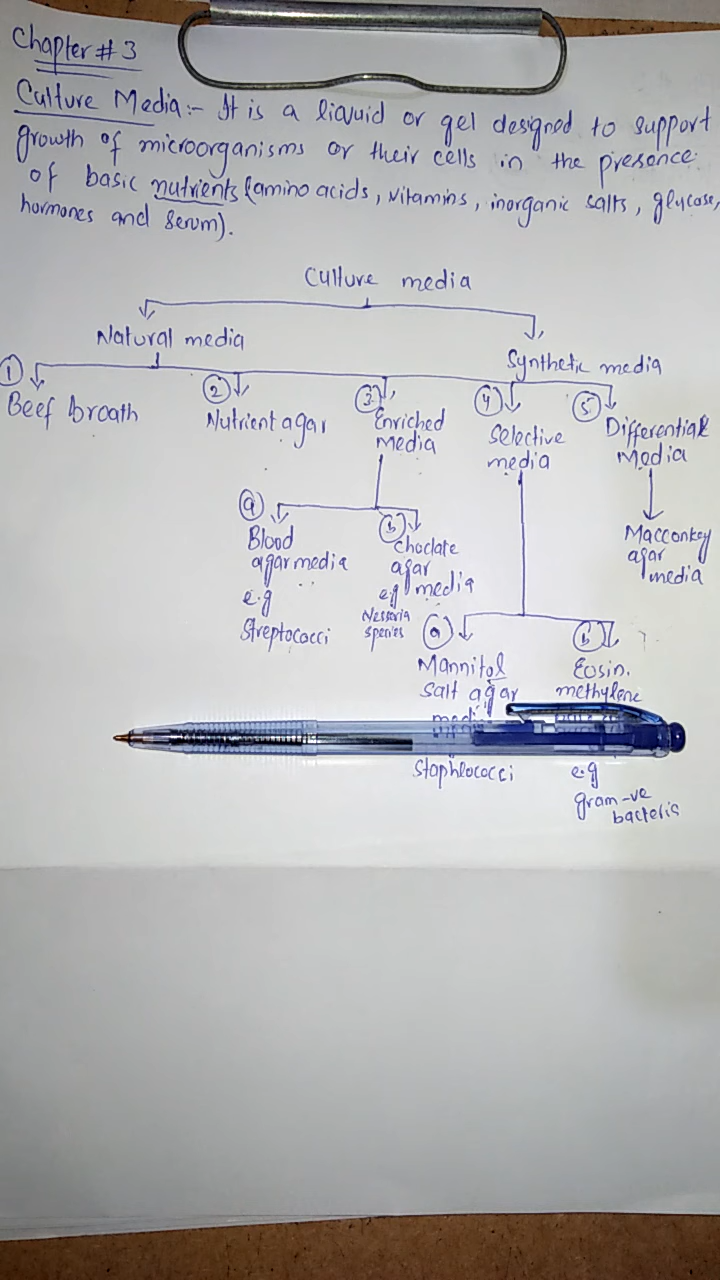 Chapter # 3
Culture Media:- It is a liquid or gel designed to support
growth of microorganisms or their cells in the presence
of basic nutrients (amino acids, vitamins, inorganic salts, glucose,
hormones and serum).
Culture media
Natural media
Synthetic media
① Beef broath
② Nutrient agar
③ Enriched
Media
④ Selective
media
⑤ Differential
Media
ⓐ Blood
agar media
e.g
Streptococci
ⓑ Choclate
agar
e.g media
Nesseria
species
Macconkey
agar
media
ⓐ Mannitol
salt agar
Staphlococci
ⓑ Eosin.
methylene
e.g
gram -ve
bacteria